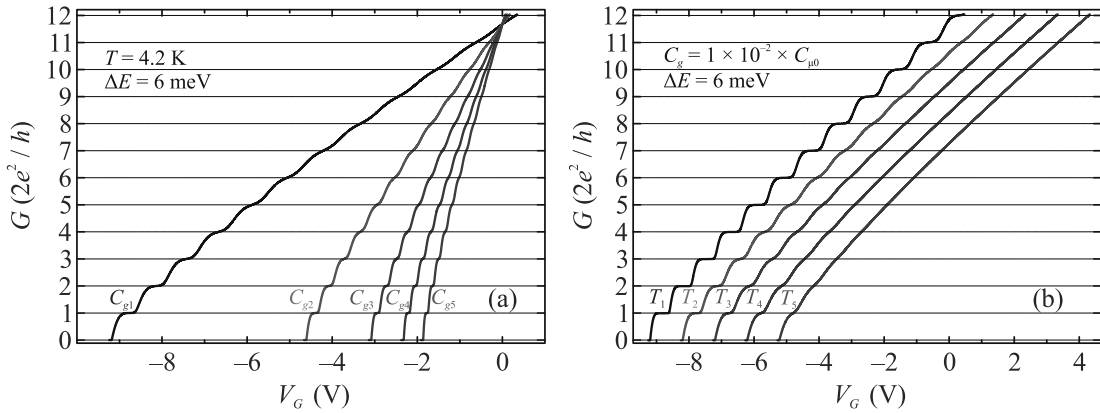 12
11
10
9
8
7
6
5
4
3
2
1
0
G (2e² / h)
T = 4.2 K
ΔE = 6 meV
C_g1 C_g2 C_g3 C_g4 C_g5 (a)
−8 −6 −4 −2 0
V_G (V)
12
11
10
9
8
7
6
5
4
3
2
1
0
G (2e² / h)
C_g = 1 × 10⁻² × C_μ0
ΔE = 6 meV
T_1 T_2 T_3 T_4 T_5 (b)
−8 −6 −4 −2 0 2 4
V_G (V)